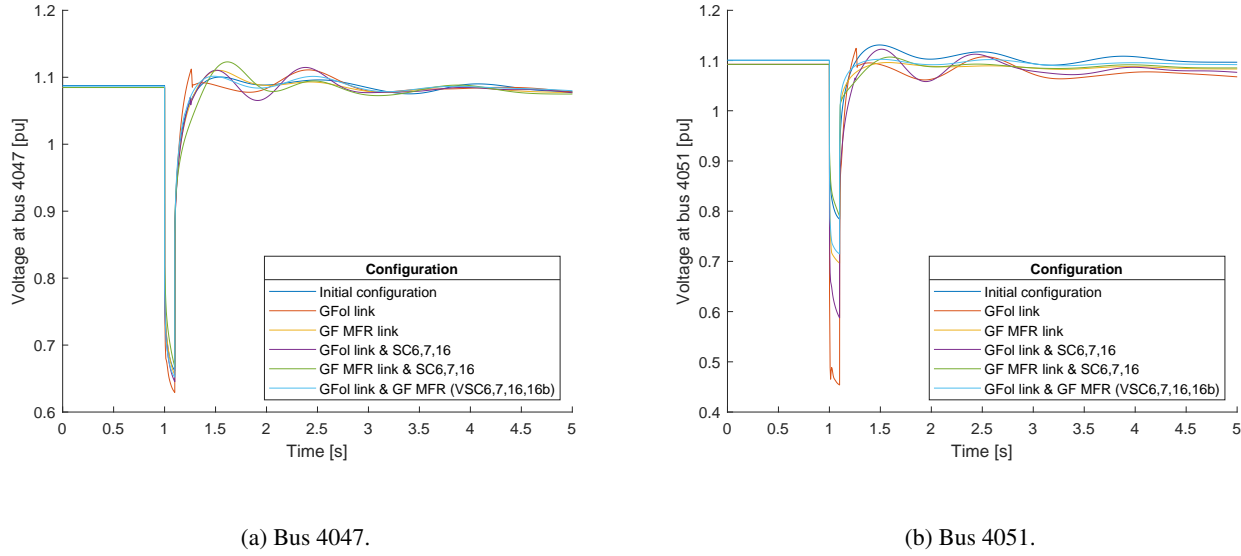 1.2
1.1
1
0.9
0.8
0.7
0.6
Voltage at bus 4047 [pu]
Configuration
Initial configuration
GFol link
GF MFR link
GFol link & SC6,7,16
GF MFR link & SC6,7,16
GFol link & GF MFR (VSC6,7,16,16b)
0 0.5 1 1.5 2 2.5 3 3.5 4 4.5 5
Time [s]
(a) Bus 4047.
1.2
1.1
1
0.9
0.8
0.7
0.6
0.5
0.4
Voltage at bus 4051 [pu]
Configuration
Initial configuration
GFol link
GF MFR link
GFol link & SC6,7,16
GF MFR link & SC6,7,16
GFol link & GF MFR (VSC6,7,16,16b)
0 0.5 1 1.5 2 2.5 3 3.5 4 4.5 5
Time [s]
(b) Bus 4051.